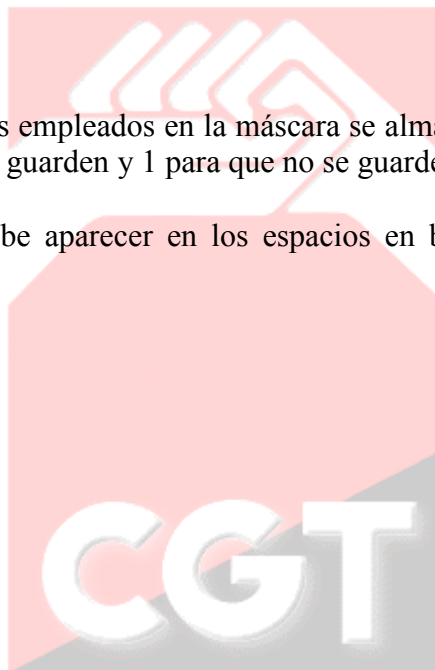 s empleados en la máscara se alma
guarden y 1 para que no se guarde
be aparecer en los espacios en b
CGT